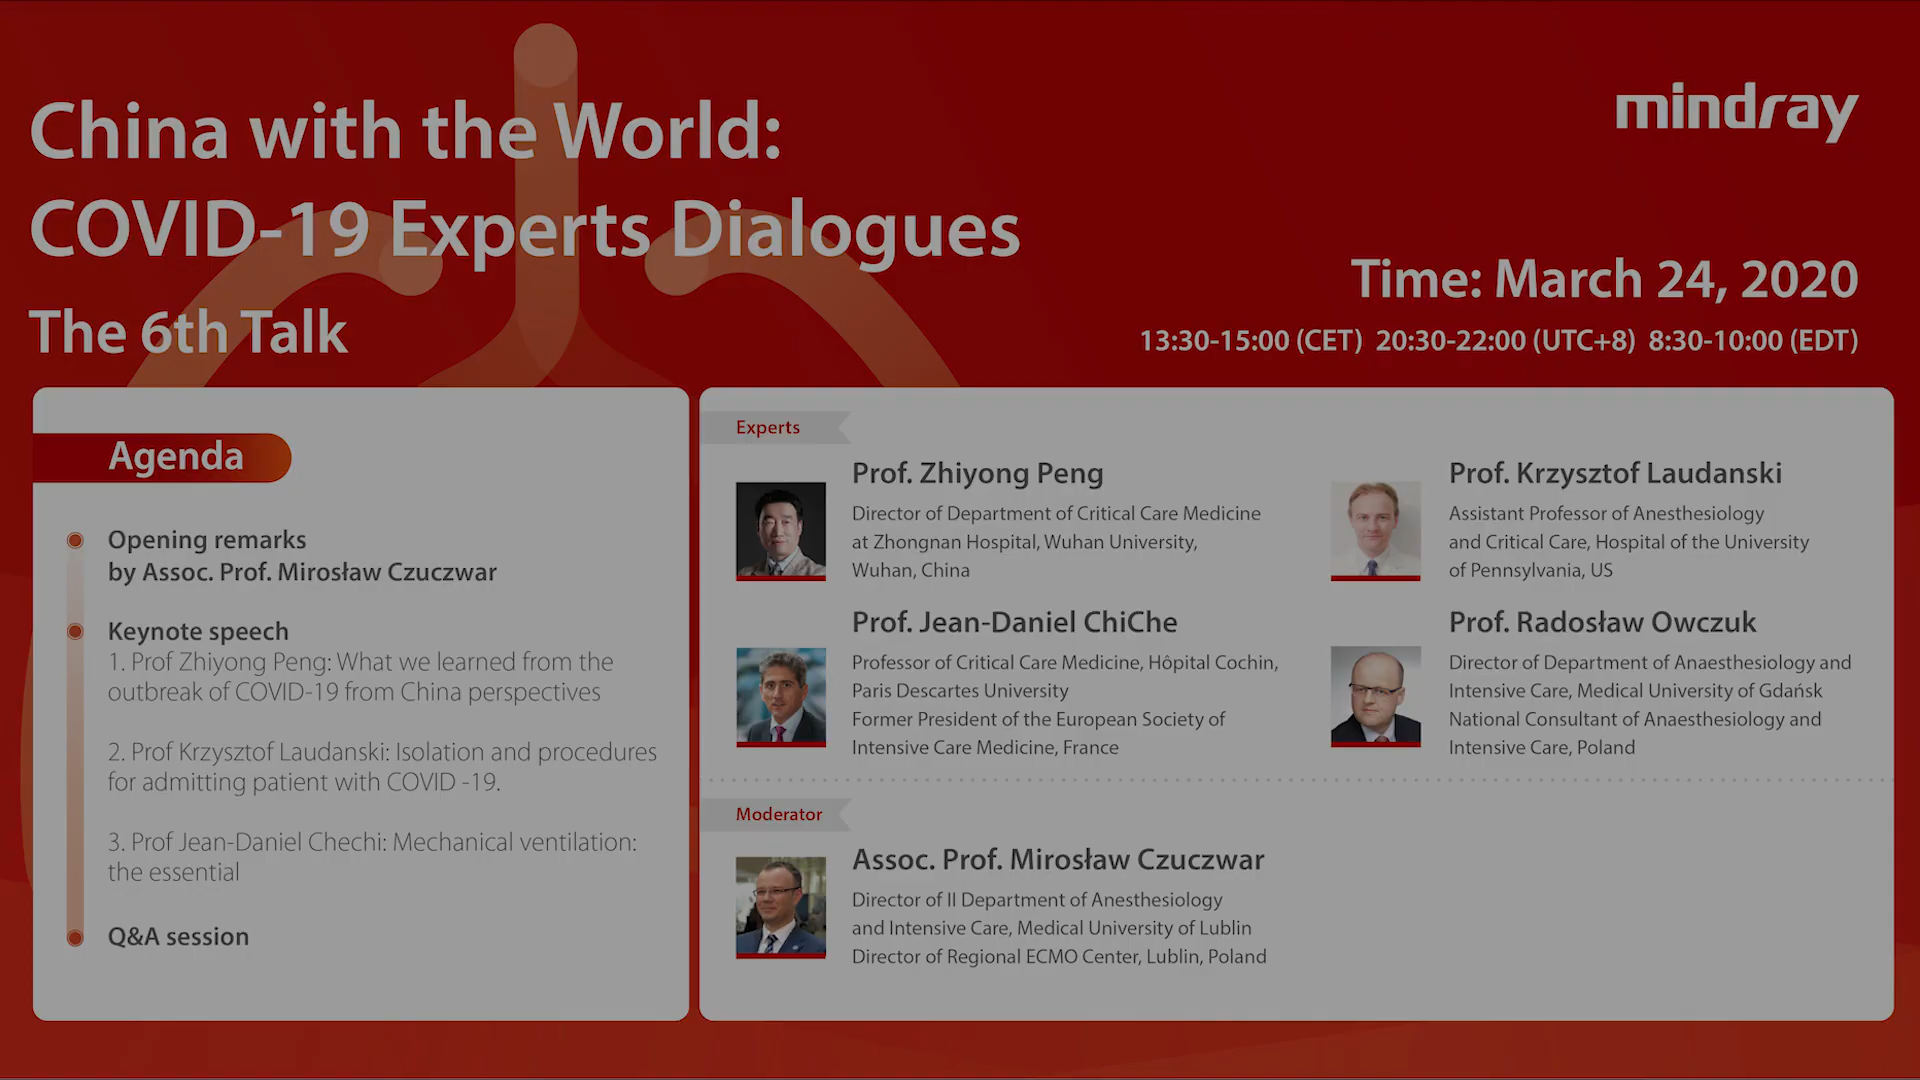 China with the World:
COVID-19 Experts Dialogues
The 6th Talk
mindray
Time: March 24, 2020
13:30-15:00 (CET) 20:30-22:00 (UTC+8) 8:30-10:00 (EDT)
Agenda
Opening remarks
by Assoc. Prof. Mirosław Czuczwar
Keynote speech
1. Prof Zhiyong Peng: What we learned from the
outbreak of COVID-19 from China perspectives
2. Prof Krzysztof Laudanski: Isolation and procedures
for admitting patient with COVID -19.
3. Prof Jean-Daniel Chechi: Mechanical ventilation:
the essential
Q&A session
Experts
Prof. Zhiyong Peng
Director of Department of Critical Care Medicine
at Zhongnan Hospital, Wuhan University,
Wuhan, China
Prof. Krzysztof Laudanski
Assistant Professor of Anesthesiology
and Critical Care, Hospital of the University
of Pennsylvania, US
Prof. Jean-Daniel ChiChe
Professor of Critical Care Medicine, Hôpital Cochin,
Paris Descartes University
Former President of the European Society of
Intensive Care Medicine, France
Prof. Radosław Owczuk
Director of Department of Anaesthesiology and
Intensive Care, Medical University of Gdańsk
National Consultant of Anaesthesiology and
Intensive Care, Poland
Moderator
Assoc. Prof. Mirosław Czuczwar
Director of II Department of Anesthesiology
and Intensive Care, Medical University of Lublin
Director of Regional ECMO Center, Lublin, Poland